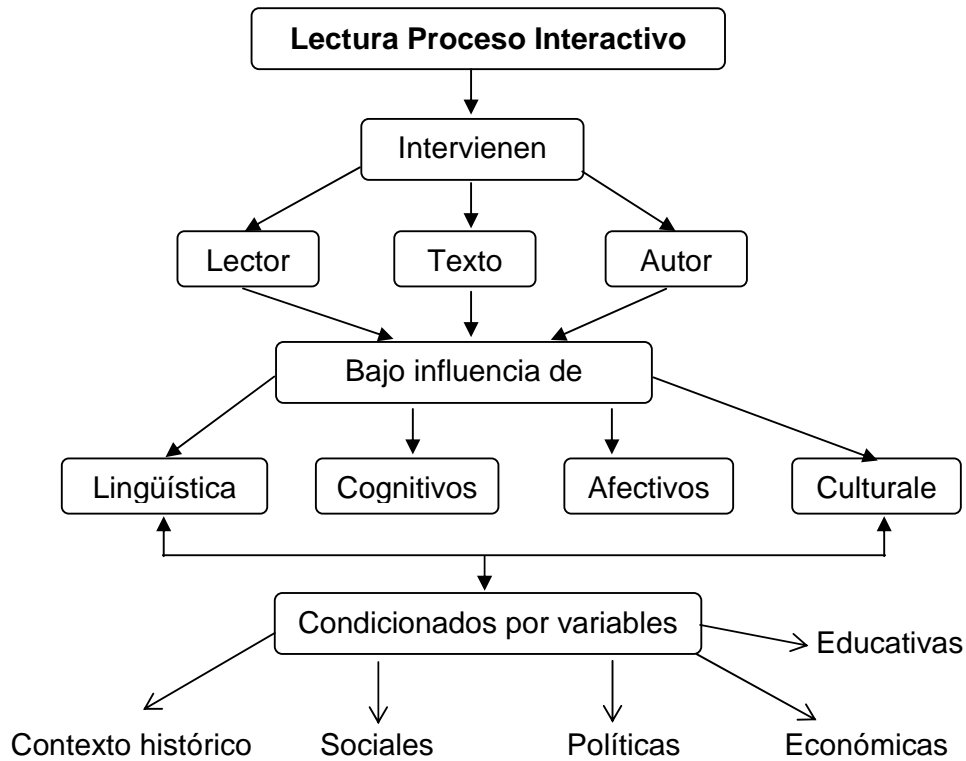 Lectura Proceso Interactivo
Intervienen
Lector
Texto
Autor
Bajo influencia de
Lingüística
Cognitivos
Afectivos
Culturale
Condicionados por variables
Educativas
Contexto histórico
Sociales
Políticas
Económicas